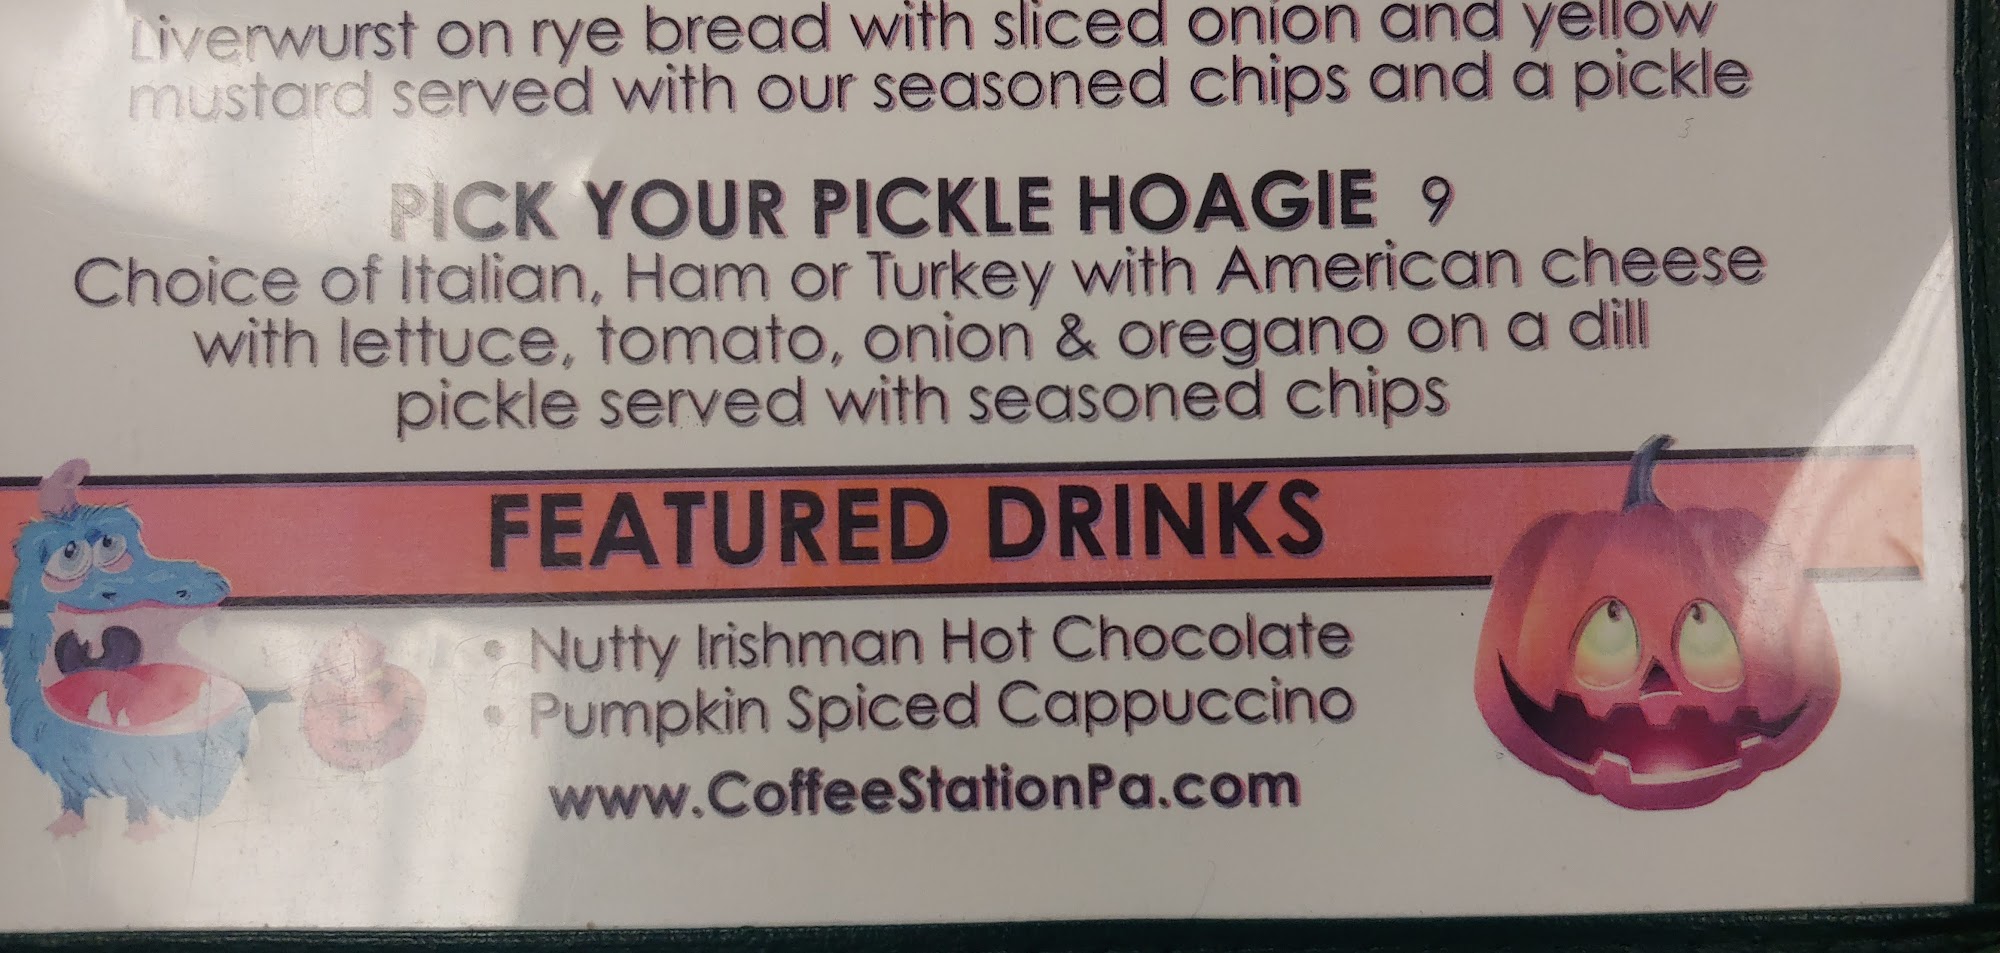 Liverwurst on rye bread with sliced onion and yellow
mustard served with our seasoned chips and a pickle
PICK YOUR PICKLE HOAGIE 9
Choice of Italian, Ham or Turkey with American cheese
with lettuce, tomato, onion & oregano on a dill
pickle served with seasoned chips
FEATURED DRINKS
• Nutty Irishman Hot Chocolate
• Pumpkin Spiced Cappuccino
www.CoffeeStationPa.com